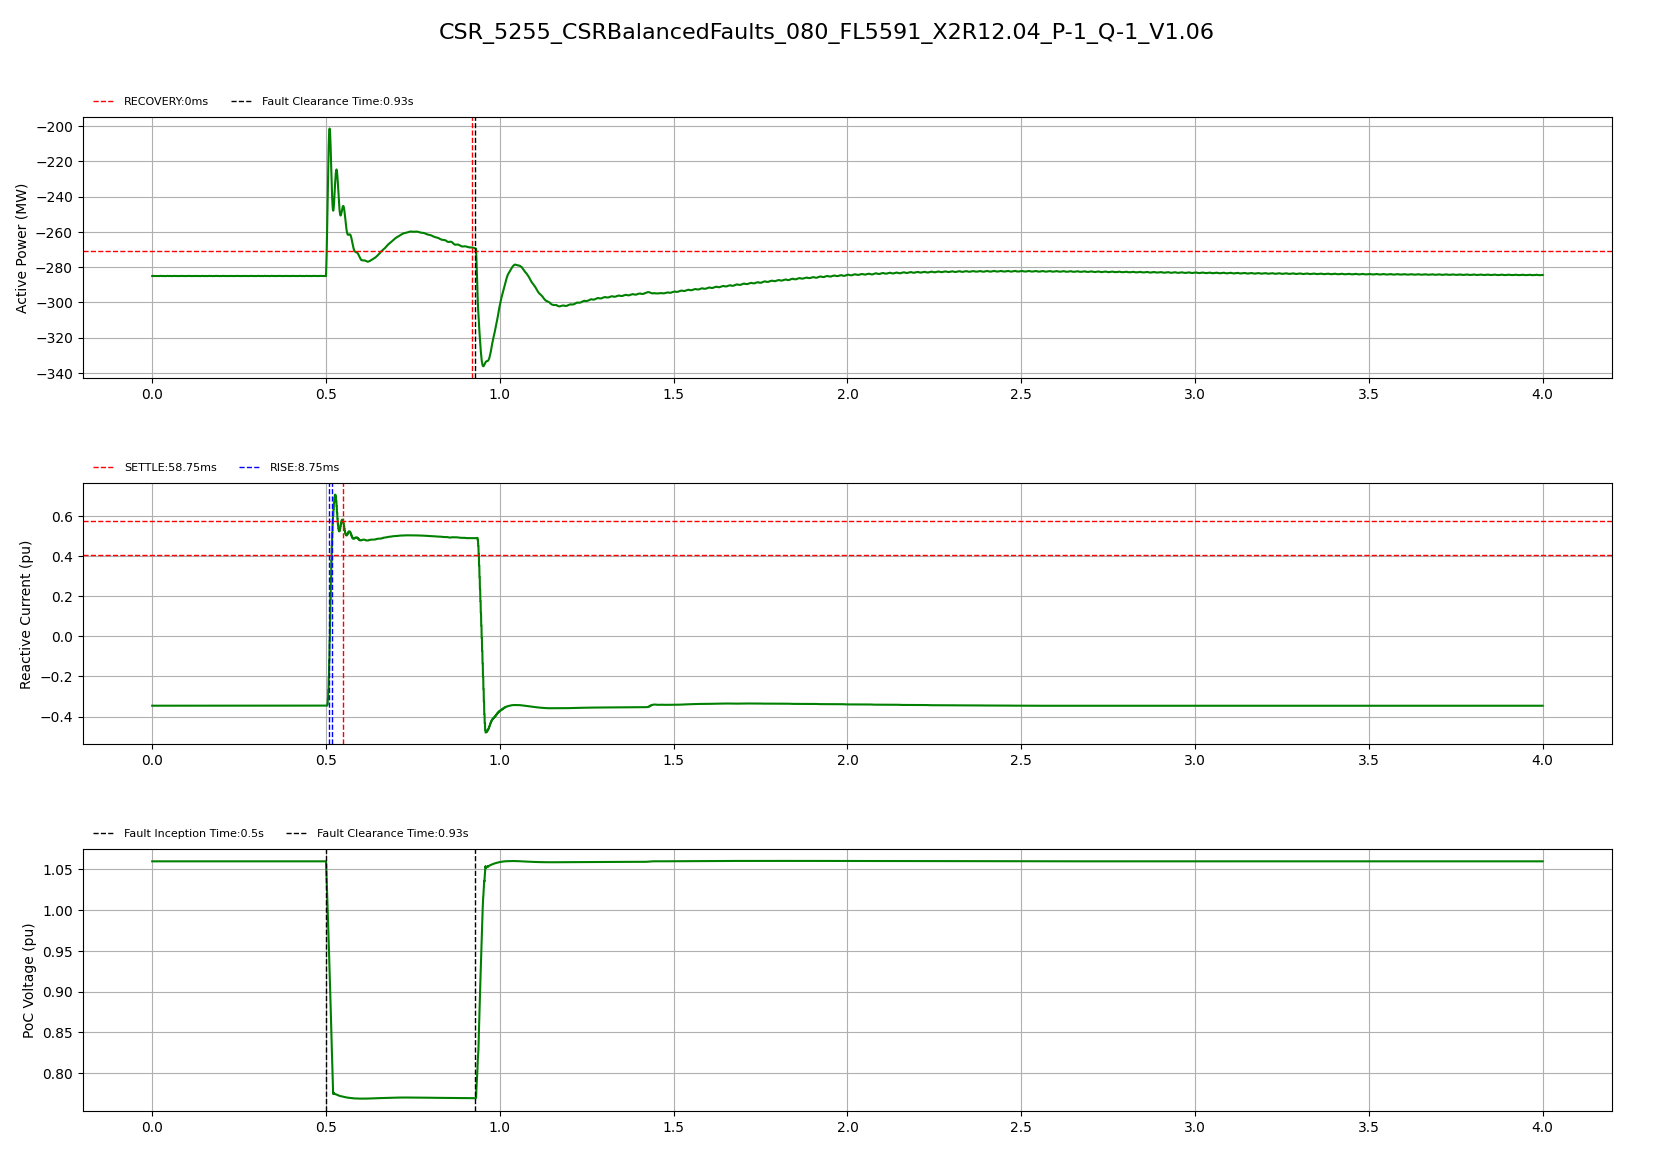 CSR_5255_CSRBalancedFaults_080_FL5591_X2R12.04_P-1_Q-1_V1.06
RECOVERY:0ms Fault Clearance Time:0.93s
Active Power (MW)
−200
−220
−240
−260
−280
−300
−320
−340
0.0 0.5 1.0 1.5 2.0 2.5 3.0 3.5 4.0
SETTLE:58.75ms RISE:8.75ms
Reactive Current (pu)
0.6
0.4
0.2
0.0
−0.2
−0.4
0.0 0.5 1.0 1.5 2.0 2.5 3.0 3.5 4.0
Fault Inception Time:0.5s Fault Clearance Time:0.93s
PoC Voltage (pu)
1.05
1.00
0.95
0.90
0.85
0.80
0.0 0.5 1.0 1.5 2.0 2.5 3.0 3.5 4.0